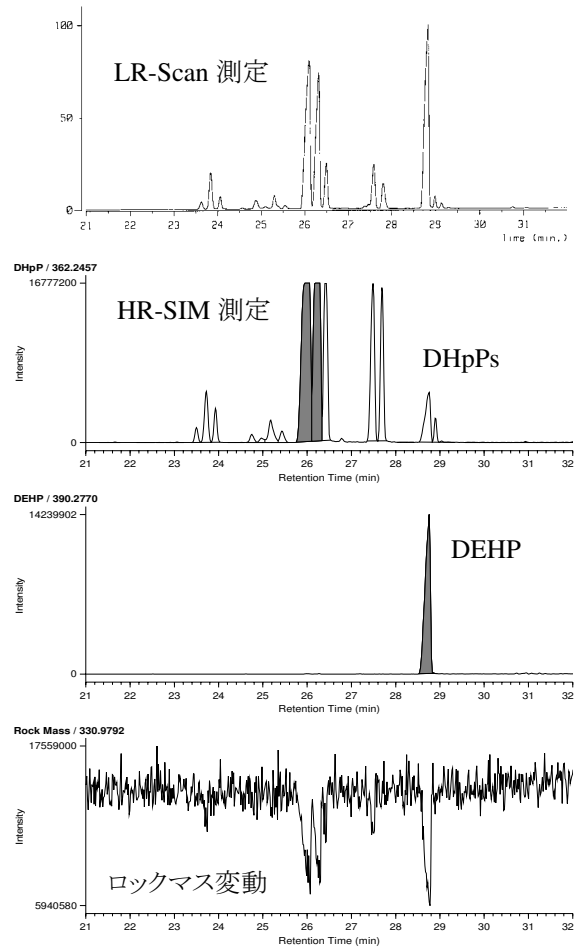 100
LR-Scan 測定
50
0
21 22 23 24 25 26 27 28 29 30 31
Time (min.)
DHpP / 362.2457
16777200
HR-SIM 測定
DHpPs
Intensity
0
21 22 23 24 25 26 27 28 29 30 31 32
Retention Time (min)
DEHP / 390.2770
14239902
DEHP
Intensity
0
21 22 23 24 25 26 27 28 29 30 31 32
Retention Time (min)
Rock Mass / 330.9792
17559000
Intensity
ロックマス変動
5940580
21 22 23 24 25 26 27 28 29 30 31 32
Retention Time (min)